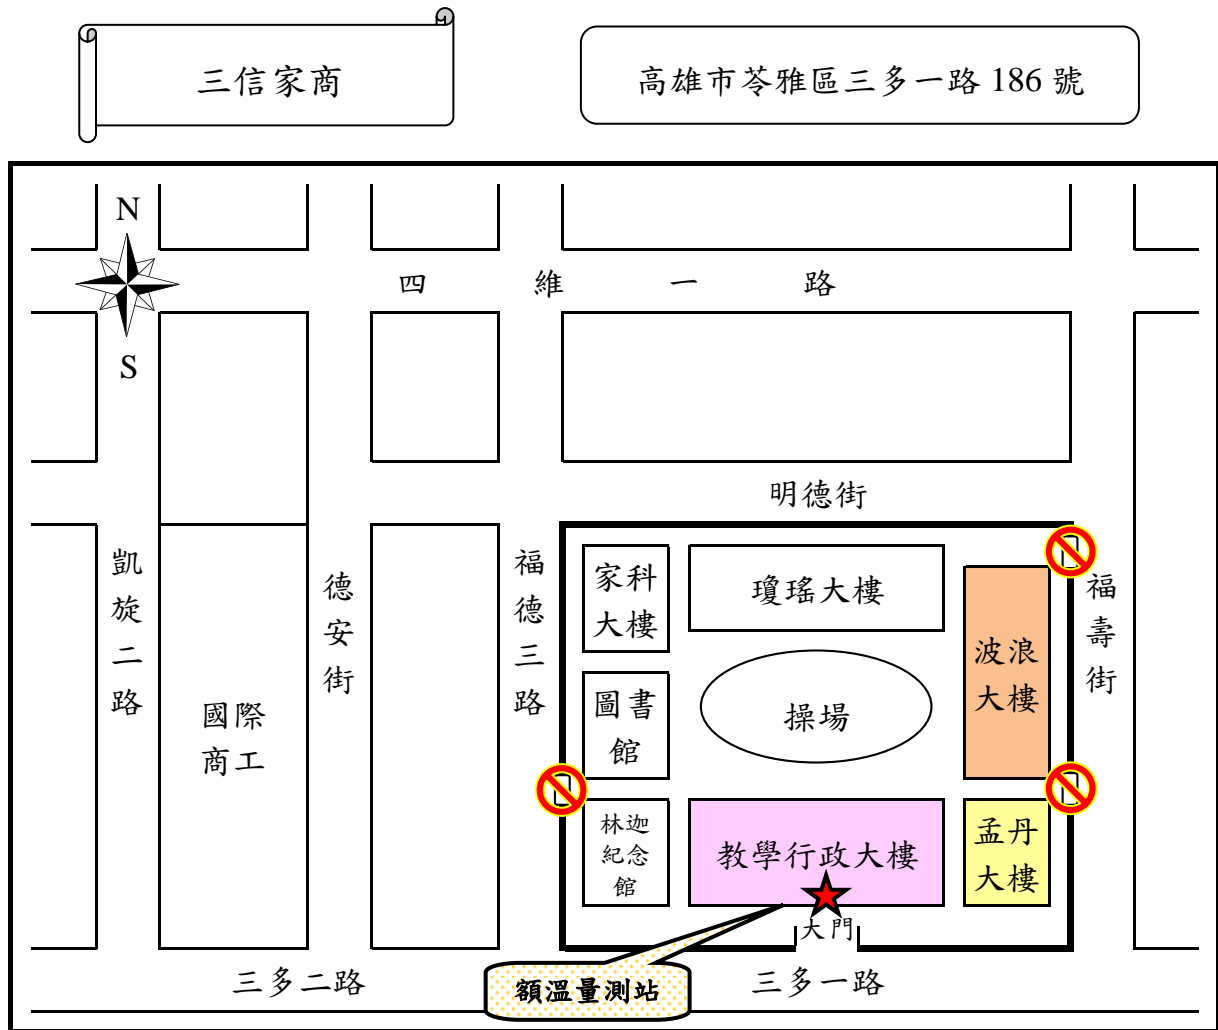 三信家商
高雄市苓雅區三多一路 186 號
N
S
四維一路
明德街
凱旋二路
德安街
福德三路
福壽街
國際
商工
家科
大樓
瓊瑤大樓
波浪
大樓
圖書
館
操場
林迦
紀念
館
教學行政大樓
孟丹
大樓
大門
三多二路
額溫量測站
三多一路